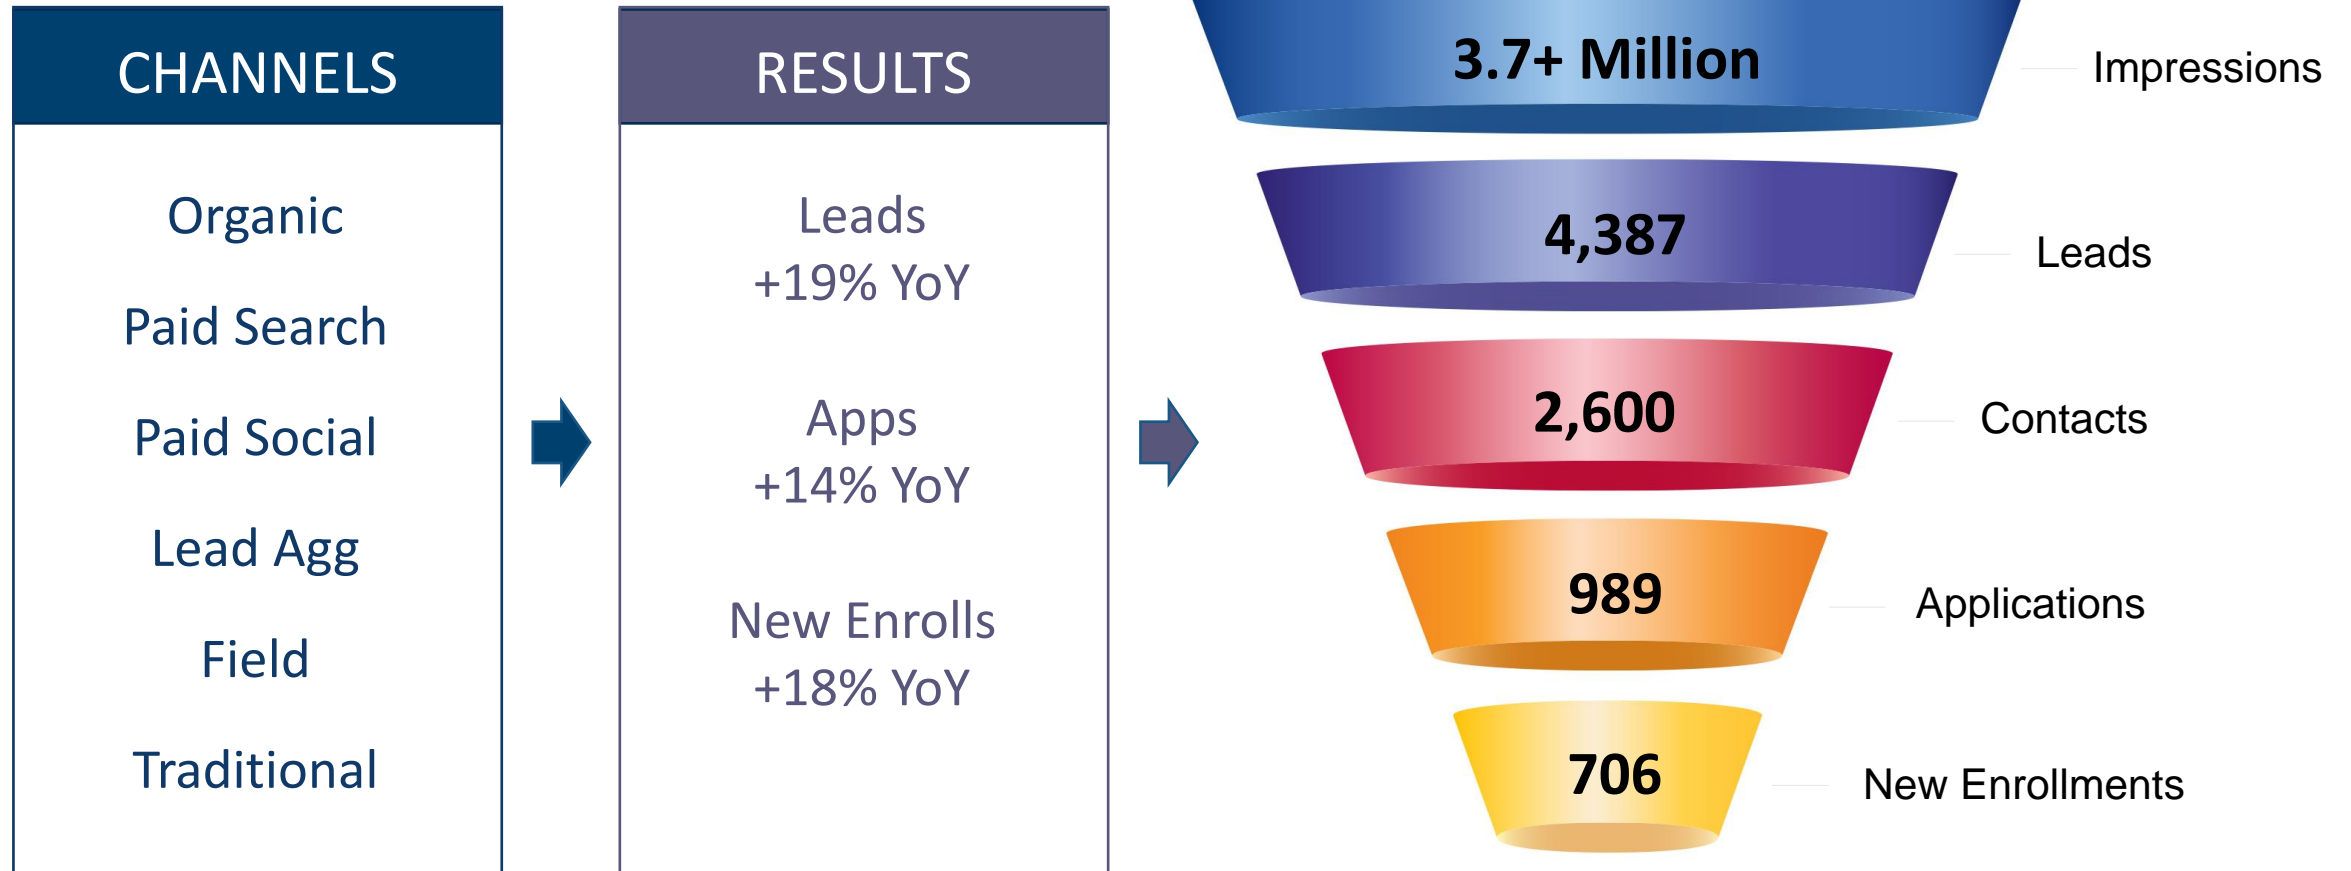 CHANNELS
Organic
Paid Search
Paid Social
Lead Agg
Field
Traditional
RESULTS
Leads
+19% YoY
Apps
+14% YoY
New Enrolls
+18% YoY
3.7+ Million
Impressions
4,387
Leads
2,600
Contacts
989
Applications
706
New Enrollments